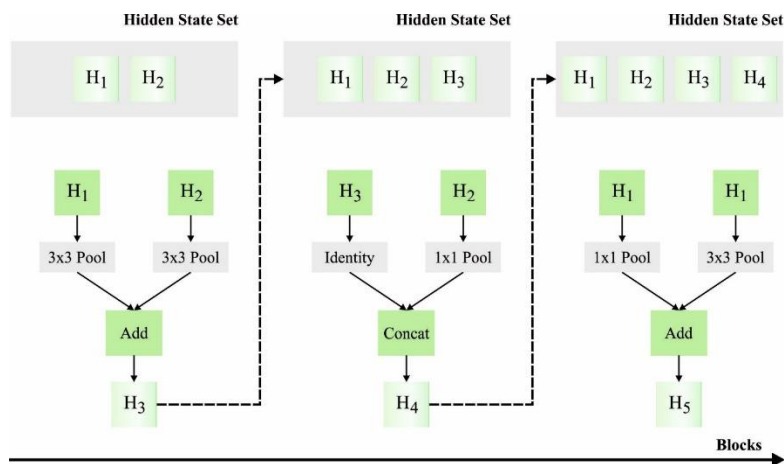 Hidden State Set Hidden State Set Hidden State Set
H1 H2 H1 H2 H3 H1 H2 H3 H4
H1 H2 H3 H2 H1 H1
3x3 Pool 3x3 Pool Identity 1x1 Pool 1x1 Pool 3x3 Pool
Add Concat Add
H3 H4 H5
Blocks